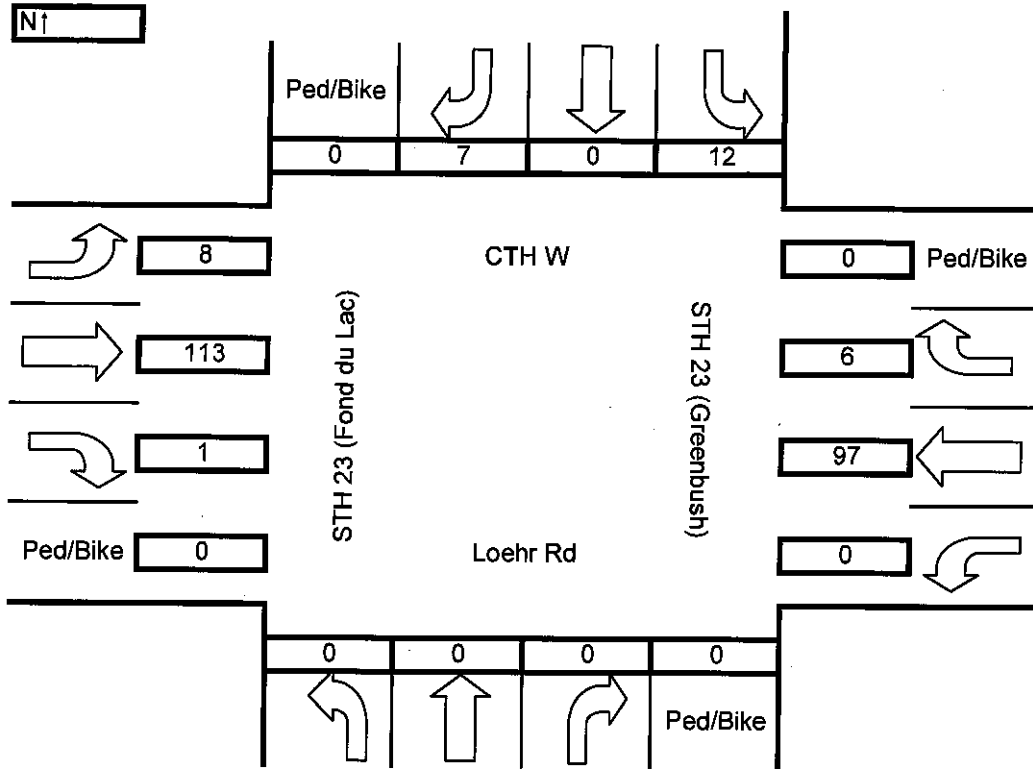 N↑
Ped/Bike
0 7 0 12
8
CTH W
0 Ped/Bike
113
6
STH 23 (Fond du Lac)
STH 23 (Greenbush)
1
97
Ped/Bike 0
Loehr Rd
0
0 0 0 0
Ped/Bike